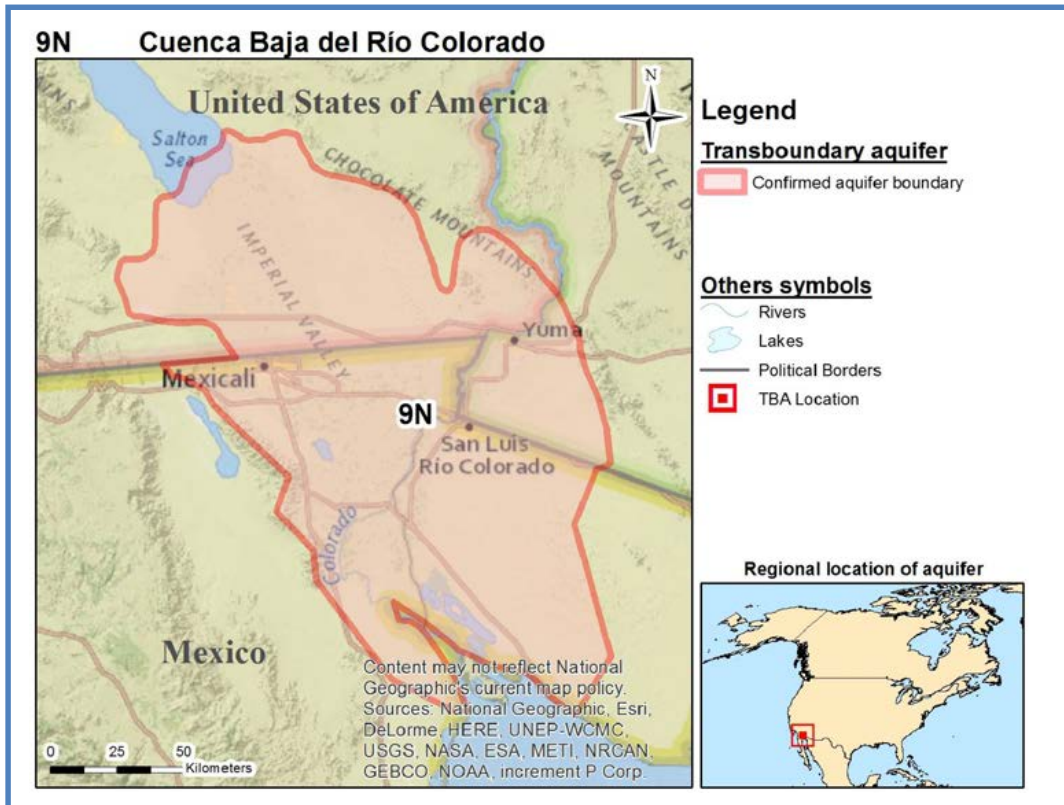 9N Cuenca Baja del Río Colorado
United States of America
N
Salton
Sea
CHOCOLATE MOUNTAINS
CASTLE D
MOUNTAINS
AINS
IMPERIAL VALLEY
Yuma
Mexicali
9N
San Luis
Río Colorado
Colorado
Mexico
Content may not reflect National
Geographic's current map policy.
Sources: National Geographic, Esri,
DeLorme, HERE, UNEP-WCMC,
USGS, NASA, ESA, METI, NRCAN,
GEBCO, NOAA, increment P Corp.
0 25 50
Kilometers
Legend
Transboundary aquifer
Confirmed aquifer boundary
Others symbols
Rivers
Lakes
Political Borders
TBA Location
Regional location of aquifer